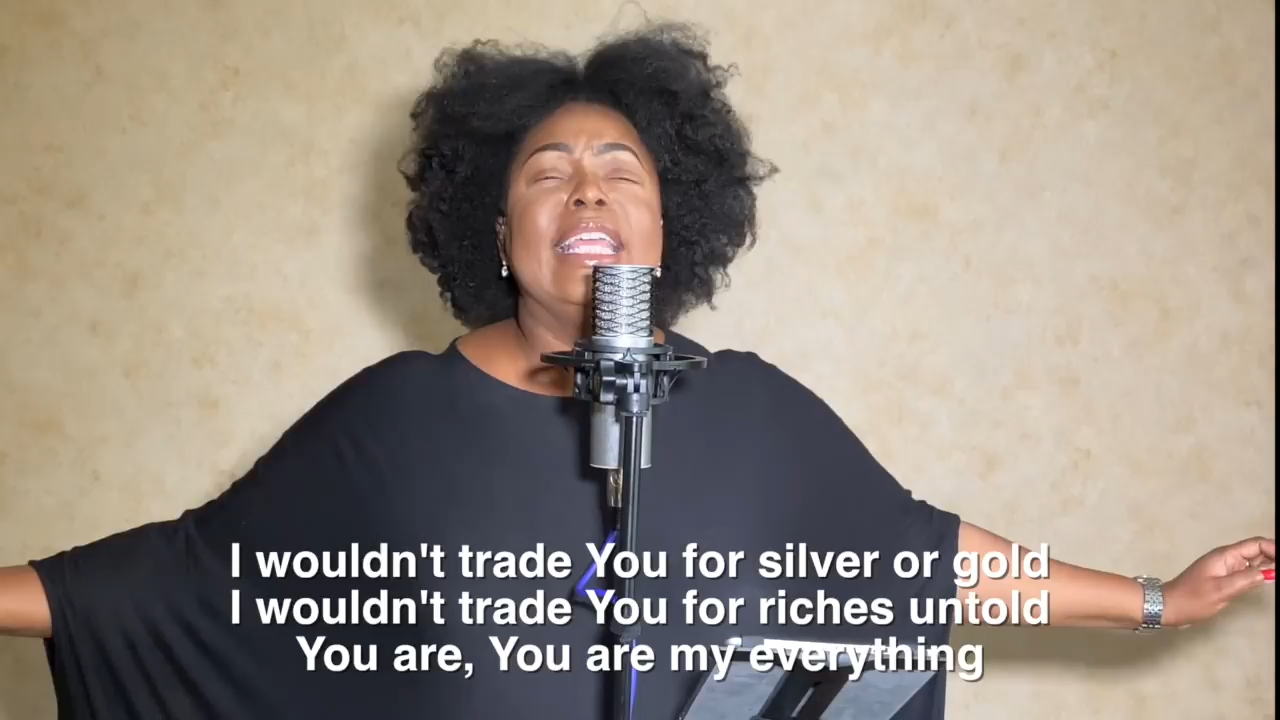 I wouldn't trade You for silver or gold
I wouldn't trade You for riches untold
You are, You are my everything